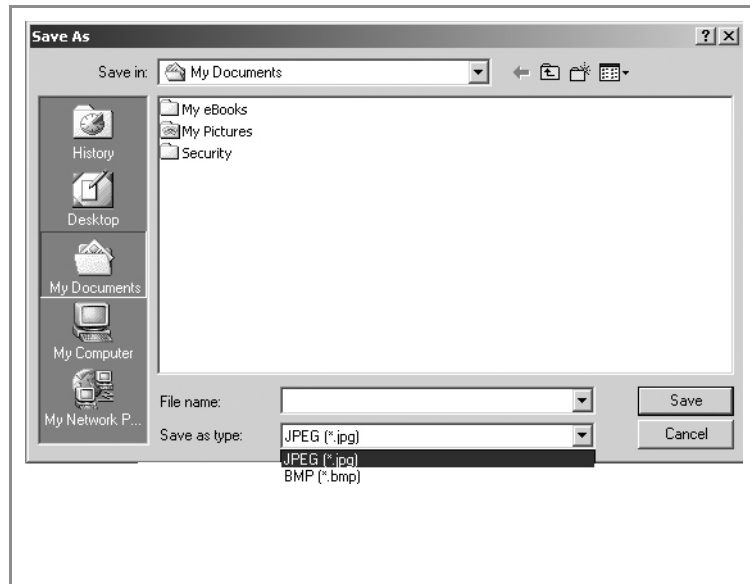 Save As
Save in: My Documents
My eBooks
My Pictures
Security
History
Desktop
My Documents
My Computer
My Network P...
File name:
Save
Save as type: JPEG (*.jpg)
Cancel
JPEG (*.jpg)
BMP (*.bmp)